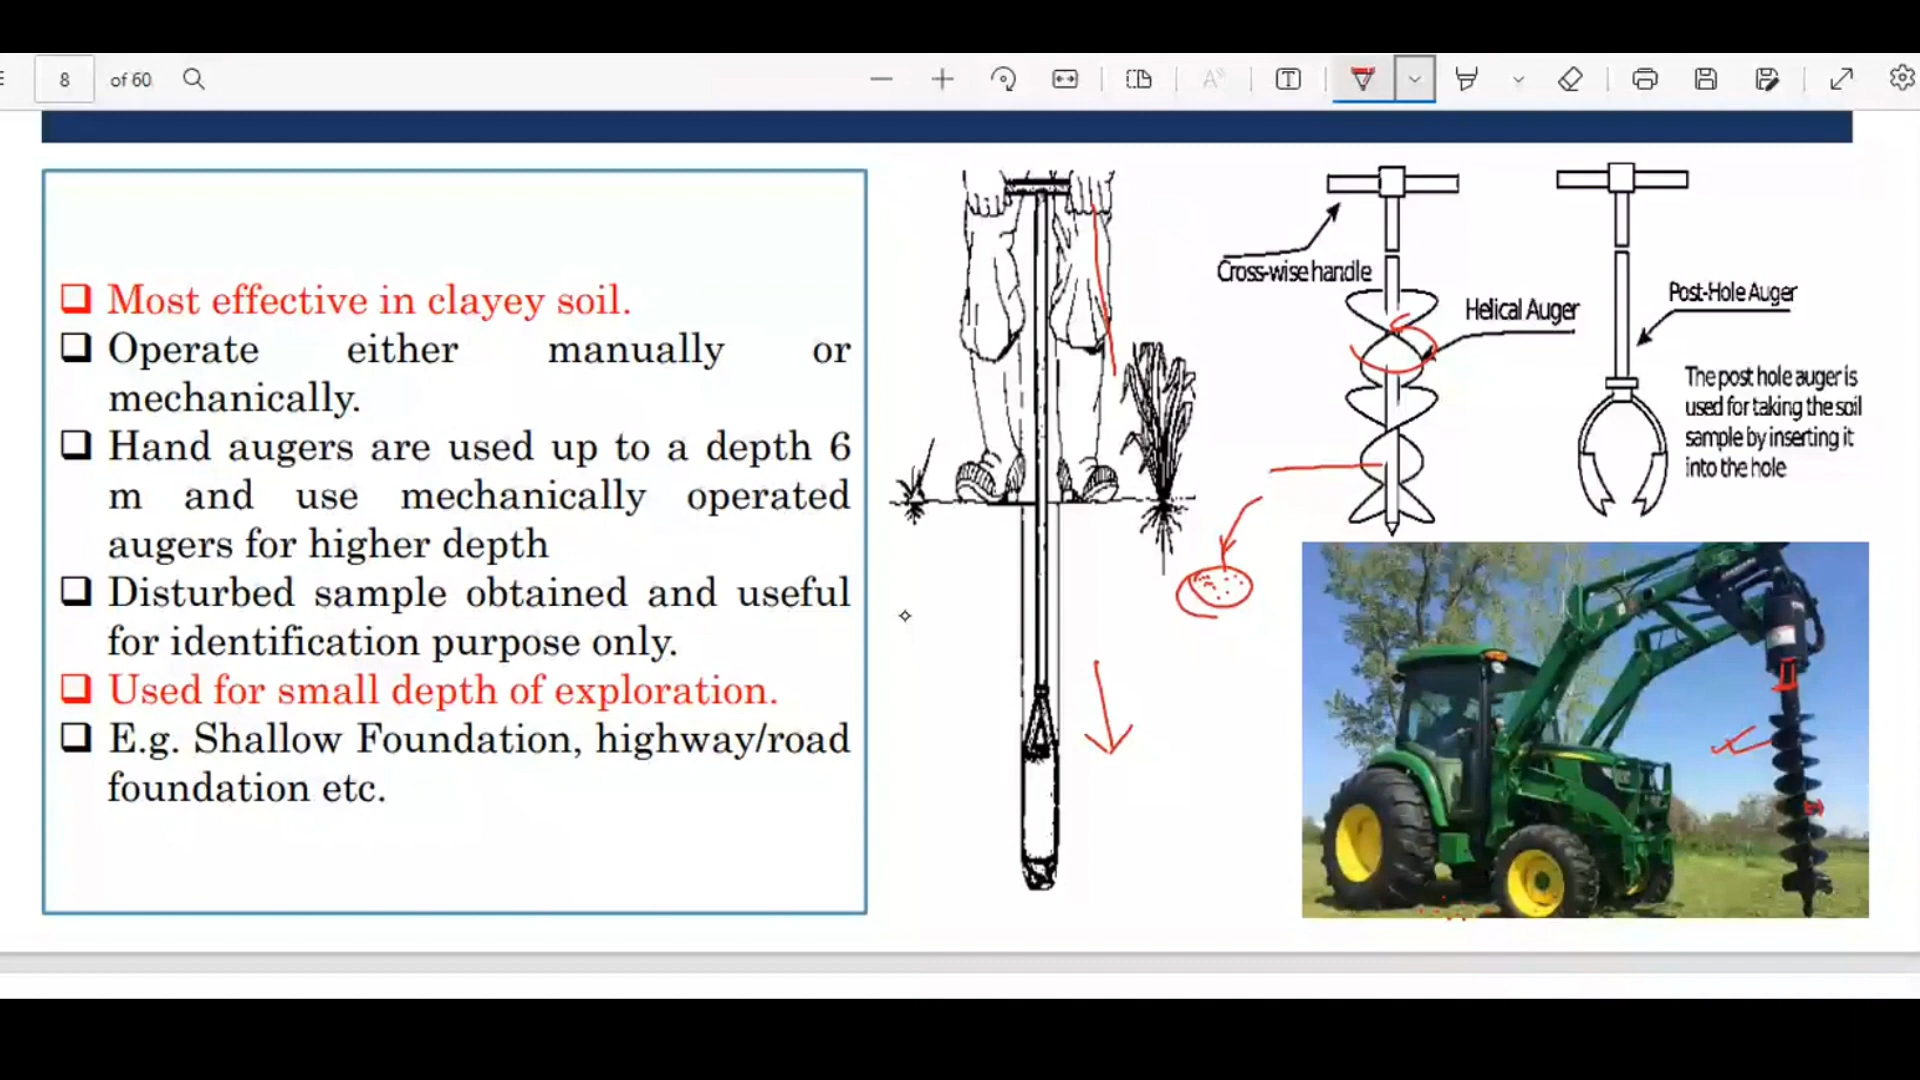 8 of 60
❑ Most effective in clayey soil.
❑ Operate either manually or
mechanically.
❑ Hand augers are used up to a depth 6
m and use mechanically operated
augers for higher depth
❑ Disturbed sample obtained and useful
for identification purpose only.
❑ Used for small depth of exploration.
❑ E.g. Shallow Foundation, highway/road
foundation etc.
Cross-wise handle
Helical Auger
Post-Hole Auger
The post hole auger is
used for taking the soil
sample by inserting it
into the hole